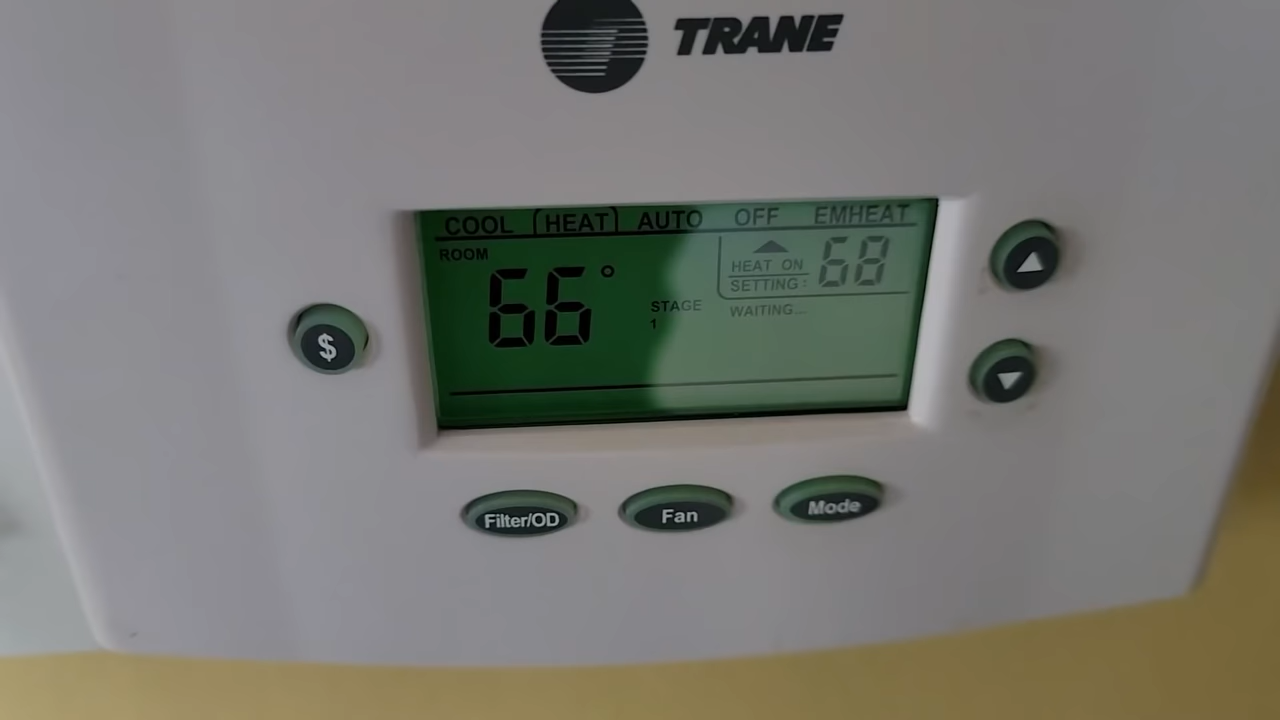 TRANE
COOL HEAT AUTO OFF EMHEAT
ROOM
66°
STAGE
1
HEAT ON
SETTING:
68
WAITING...
$
Filter/OD
Fan
Mode